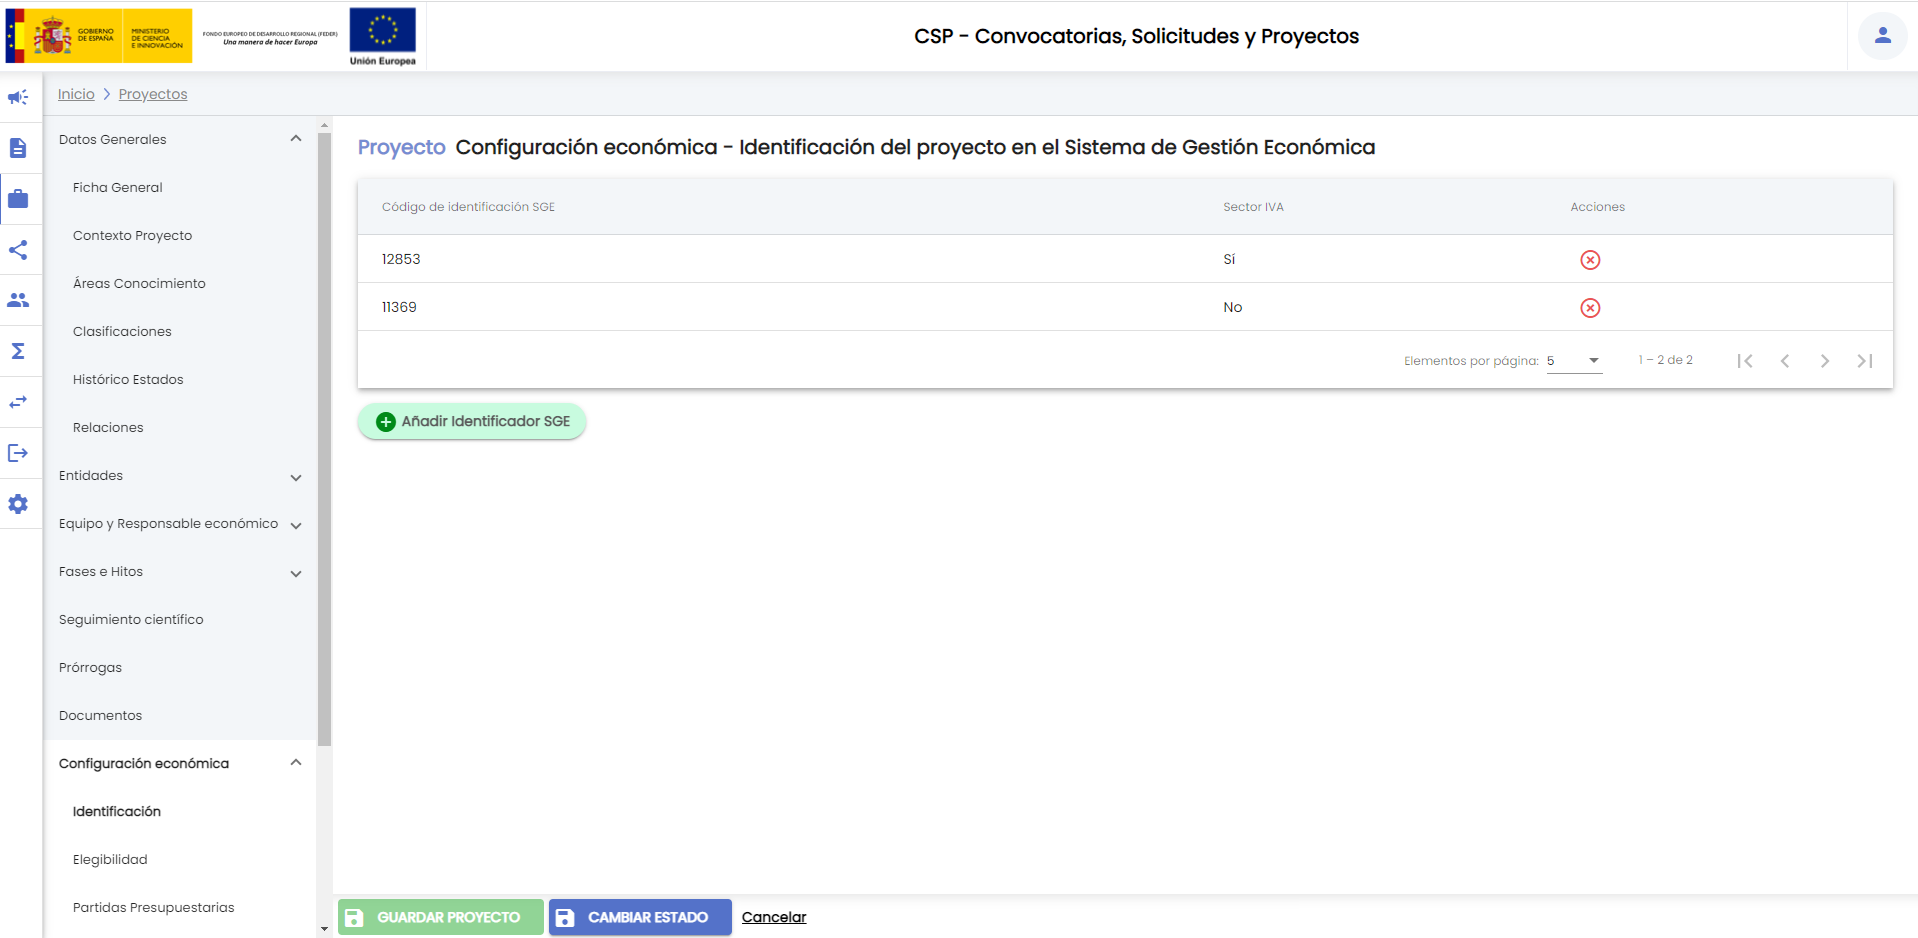 GOBIERNO
DE ESPAÑA
MINISTERIO
DE CIENCIA
E INNOVACIÓN
FONDO EUROPEO DE DESARROLLO REGIONAL (FEDER)
Una manera de hacer Europa
Unión Europea
CSP - Convocatorias, Solicitudes y Proyectos
Inicio > Proyectos
Datos Generales
Ficha General
Contexto Proyecto
Áreas Conocimiento
Clasificaciones
Histórico Estados
Relaciones
Entidades
Equipo y Responsable económico
Fases e Hitos
Seguimiento científico
Prórrogas
Documentos
Configuración económica
Identificación
Elegibilidad
Partidas Presupuestarias
Proyecto Configuración económica - Identificación del proyecto en el Sistema de Gestión Económica
Código de identificación SGE Sector IVA Acciones
12853 Sí
11369 No
Elementos por página: 5 1 – 2 de 2
Añadir Identificador SGE
GUARDAR PROYECTO CAMBIAR ESTADO Cancelar